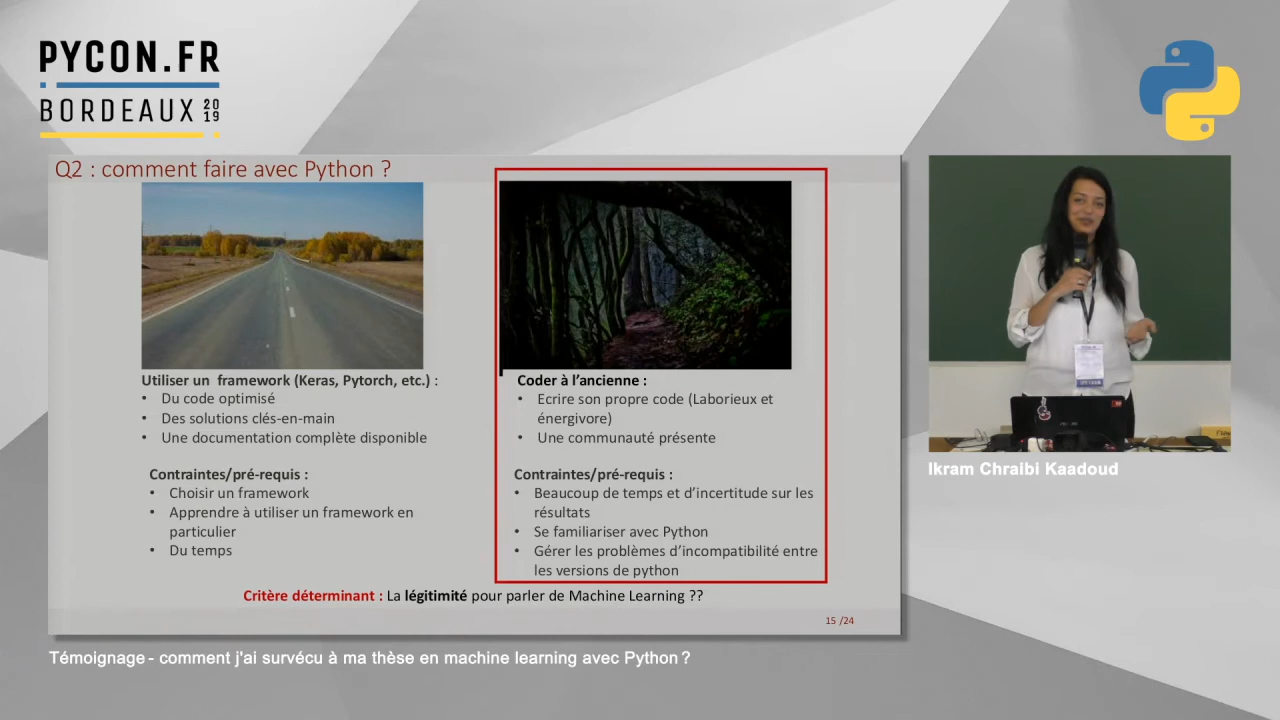 PYCON.FR
BORDEAUX 2019
Q2 : comment faire avec Python ?
Utiliser un framework (Keras, Pytorch, etc.) :
• Du code optimisé
• Des solutions clés-en-main
• Une documentation complète disponible
Contraintes/pré-requis :
• Choisir un framework
• Apprendre à utiliser un framework en
particulier
• Du temps
Coder à l’ancienne :
• Ecrire son propre code (Laborieux et
énergivore)
• Une communauté présente
Contraintes/pré-requis :
• Beaucoup de temps et d’incertitude sur les
résultats
• Se familiariser avec Python
• Gérer les problèmes d’incompatibilité entre
les versions de python
Critère déterminant : La légitimité pour parler de Machine Learning ??
15 /24
Ikram Chraibi Kaadoud
Témoignage - comment j'ai survécu à ma thèse en machine learning avec Python ?